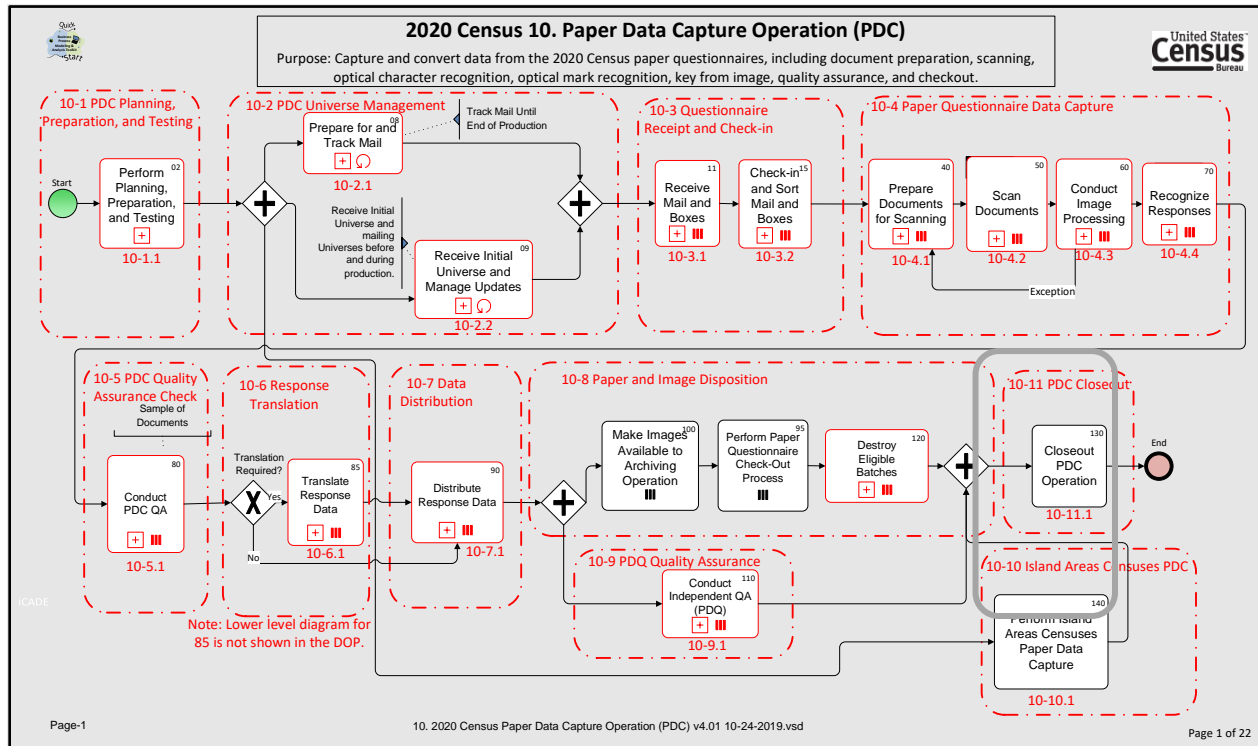 Quick
Business
Process
Modeling &
Analysis Toolkit
Start
2020 Census 10. Paper Data Capture Operation (PDC)
Purpose: Capture and convert data from the 2020 Census paper questionnaires, including document preparation, scanning,
optical character recognition, optical mark recognition, key from image, quality assurance, and checkout.
United States
Census
Bureau
10-1 PDC Planning,
Preparation, and Testing
Start
02
Perform
Planning,
Preparation,
and Testing
10-1.1
10-2 PDC Universe Management
08
Prepare for and
Track Mail
10-2.1
Track Mail Until
End of Production
Receive Initial
Universe and
mailing
Universes before
and during
production.
09
Receive Initial
Universe and
Manage Updates
10-2.2
10-3 Questionnaire
Receipt and Check-in
11
Receive
Mail and
Boxes
10-3.1
15
Check-in
and Sort
Mail and
Boxes
10-3.2
10-4 Paper Questionnaire Data Capture
40
Prepare
Documents
for Scanning
10-4.1
50
Scan
Documents
10-4.2
60
Conduct
Image
Processing
10-4.3
70
Recognize
Responses
10-4.4
Exception
10-5 PDC Quality
Assurance Check
Sample of
Documents
80
Conduct
PDC QA
10-5.1
10-6 Response
Translation
Translation
Required?
X
Yes
No
85
Translate
Response
Data
10-6.1
10-7 Data
Distribution
90
Distribute
Response Data
10-7.1
10-8 Paper and Image Disposition
100
Make Images
Available to
Archiving
Operation
95
Perform Paper
Questionnaire
Check-Out
Process
120
Destroy
Eligible
Batches
10-11 PDC Closeout
130
Closeout
PDC
Operation
10-11.1
End
10-9 PDQ Quality Assurance
110
Conduct
Independent QA
(PDQ)
10-9.1
10-10 Island Areas Censuses PDC
140
Perform Island
Areas Censuses
Paper Data
Capture
10-10.1
ICADE
Note: Lower level diagram for
85 is not shown in the DOP.
Page-1
10. 2020 Census Paper Data Capture Operation (PDC) v4.01 10-24-2019.vsd
Page 1 of 22